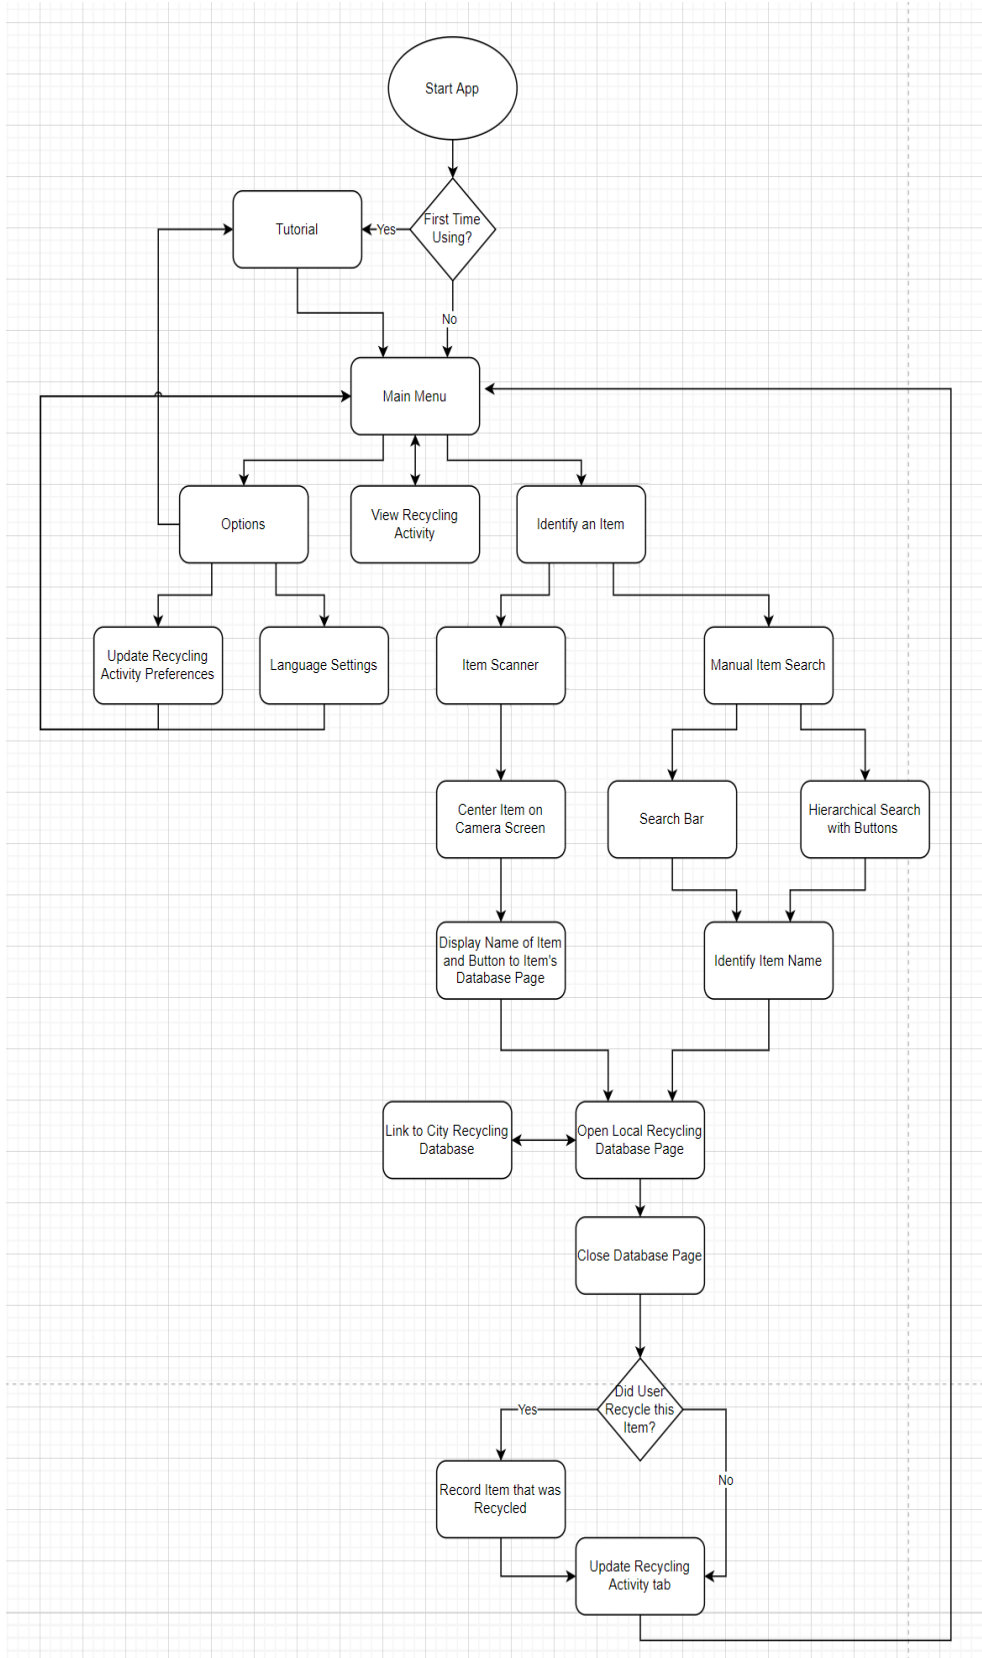 Start App
First Time
Using?
Yes
Tutorial
No
Main Menu
Options
View Recycling
Activity
Identify an Item
Update Recycling
Activity Preferences
Language Settings
Item Scanner
Manual Item Search
Center Item on
Camera Screen
Search Bar
Hierarchical Search
with Buttons
Display Name of Item
and Button to Item's
Database Page
Identify Item Name
Link to City Recycling
Database
Open Local Recycling
Database Page
Close Database Page
Did User
Recycle this
Item?
Yes
No
Record Item that was
Recycled
Update Recycling
Activity tab